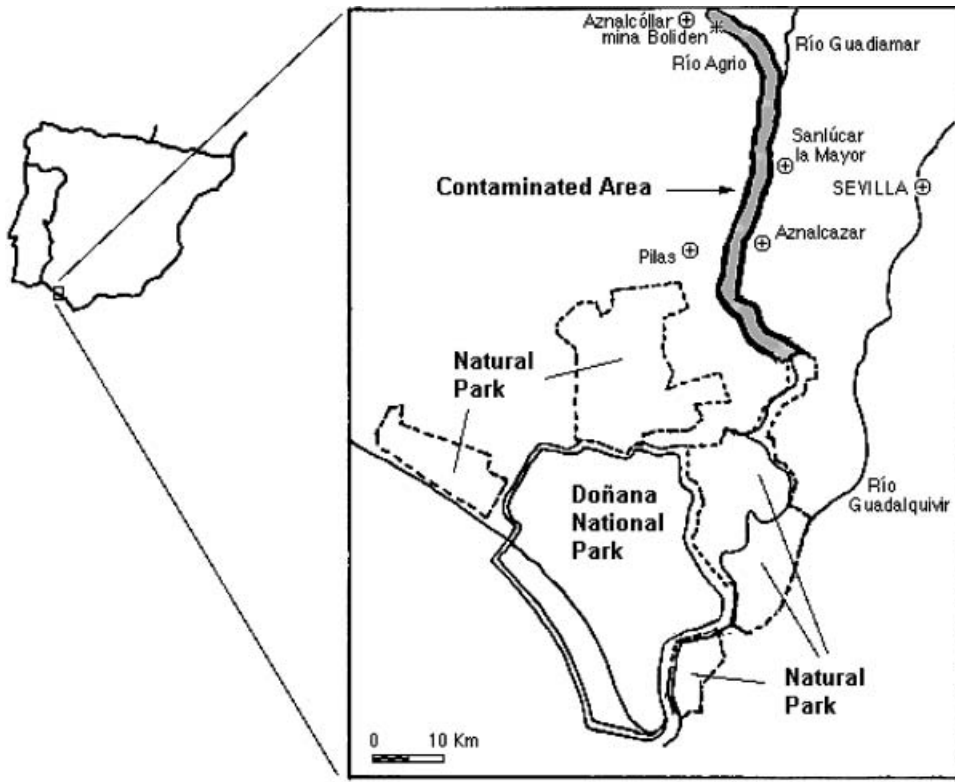 Aznalcóllar
mina Boliden
Río Agrio
Río Guadiamar
Sanlúcar
la Mayor
Contaminated Area
SEVILLA
Aznalcazar
Pilas
Natural
Park
Doñana
National
Park
Río
Guadalquivir
Natural
Park
0 10 Km